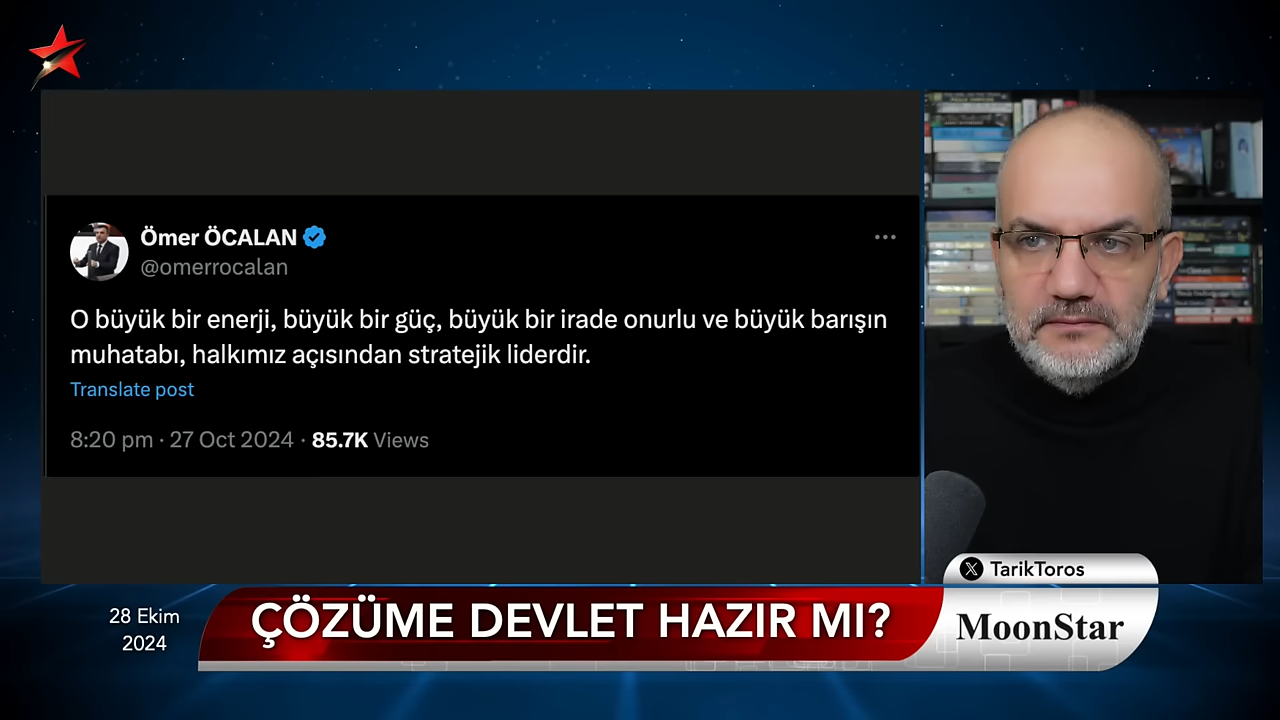 Ömer ÖCALAN
@omerrocalan
O büyük bir enerji, büyük bir güç, büyük bir irade onurlu ve büyük barışın
muhatabı, halkımız açısından stratejik liderdir.
Translate post
8:20 pm · 27 Oct 2024 · 85.7K Views
X TarikToros
28 Ekim
2024
ÇÖZÜME DEVLET HAZIR MI?
MoonStar